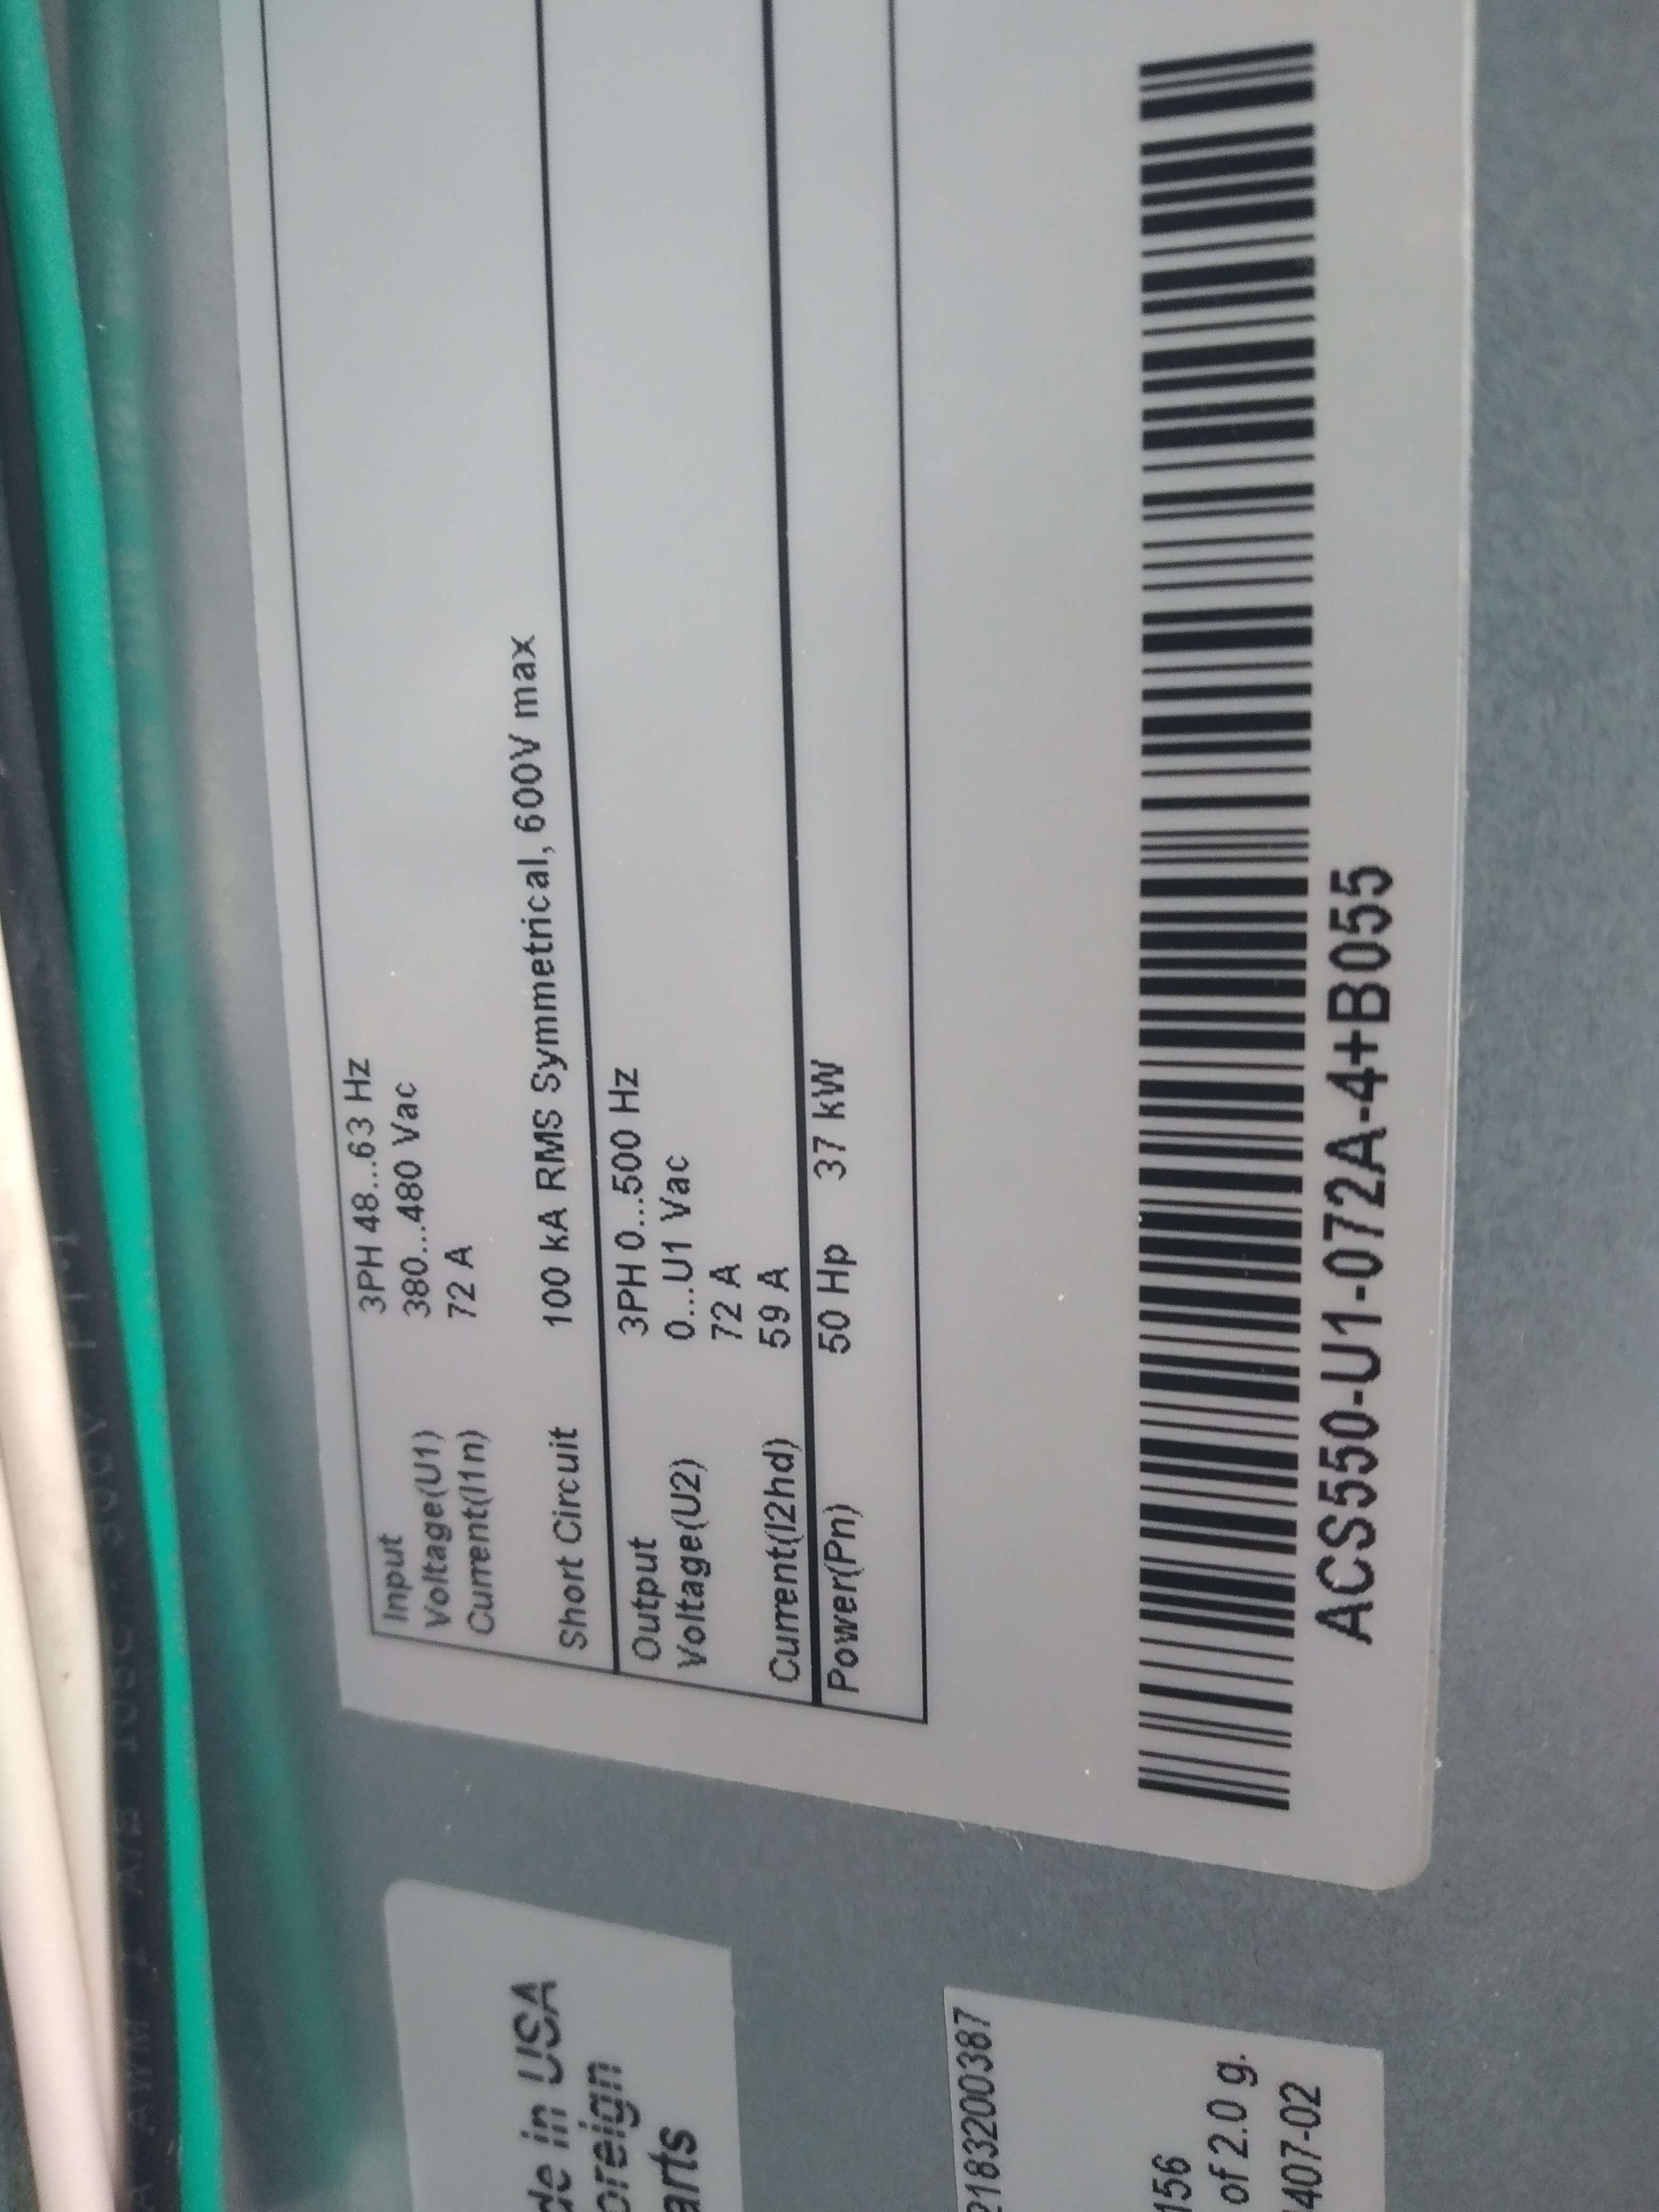 Input 3PH 48...63 Hz
Voltage(U1) 380...480 Vac
Current(I1n) 72 A
Short Circuit 100 kA RMS Symmetrical, 600V max
Output 3PH 0...500 Hz
Voltage(U2) 0...U1 Vac
72 A
Current(I2hd) 59 A
Power(Pn) 50 Hp 37 kW
ACS550-U1-072A-4+B055
de in USA
oreign
arts
2183200387
156
of 2.0 g.
407-02